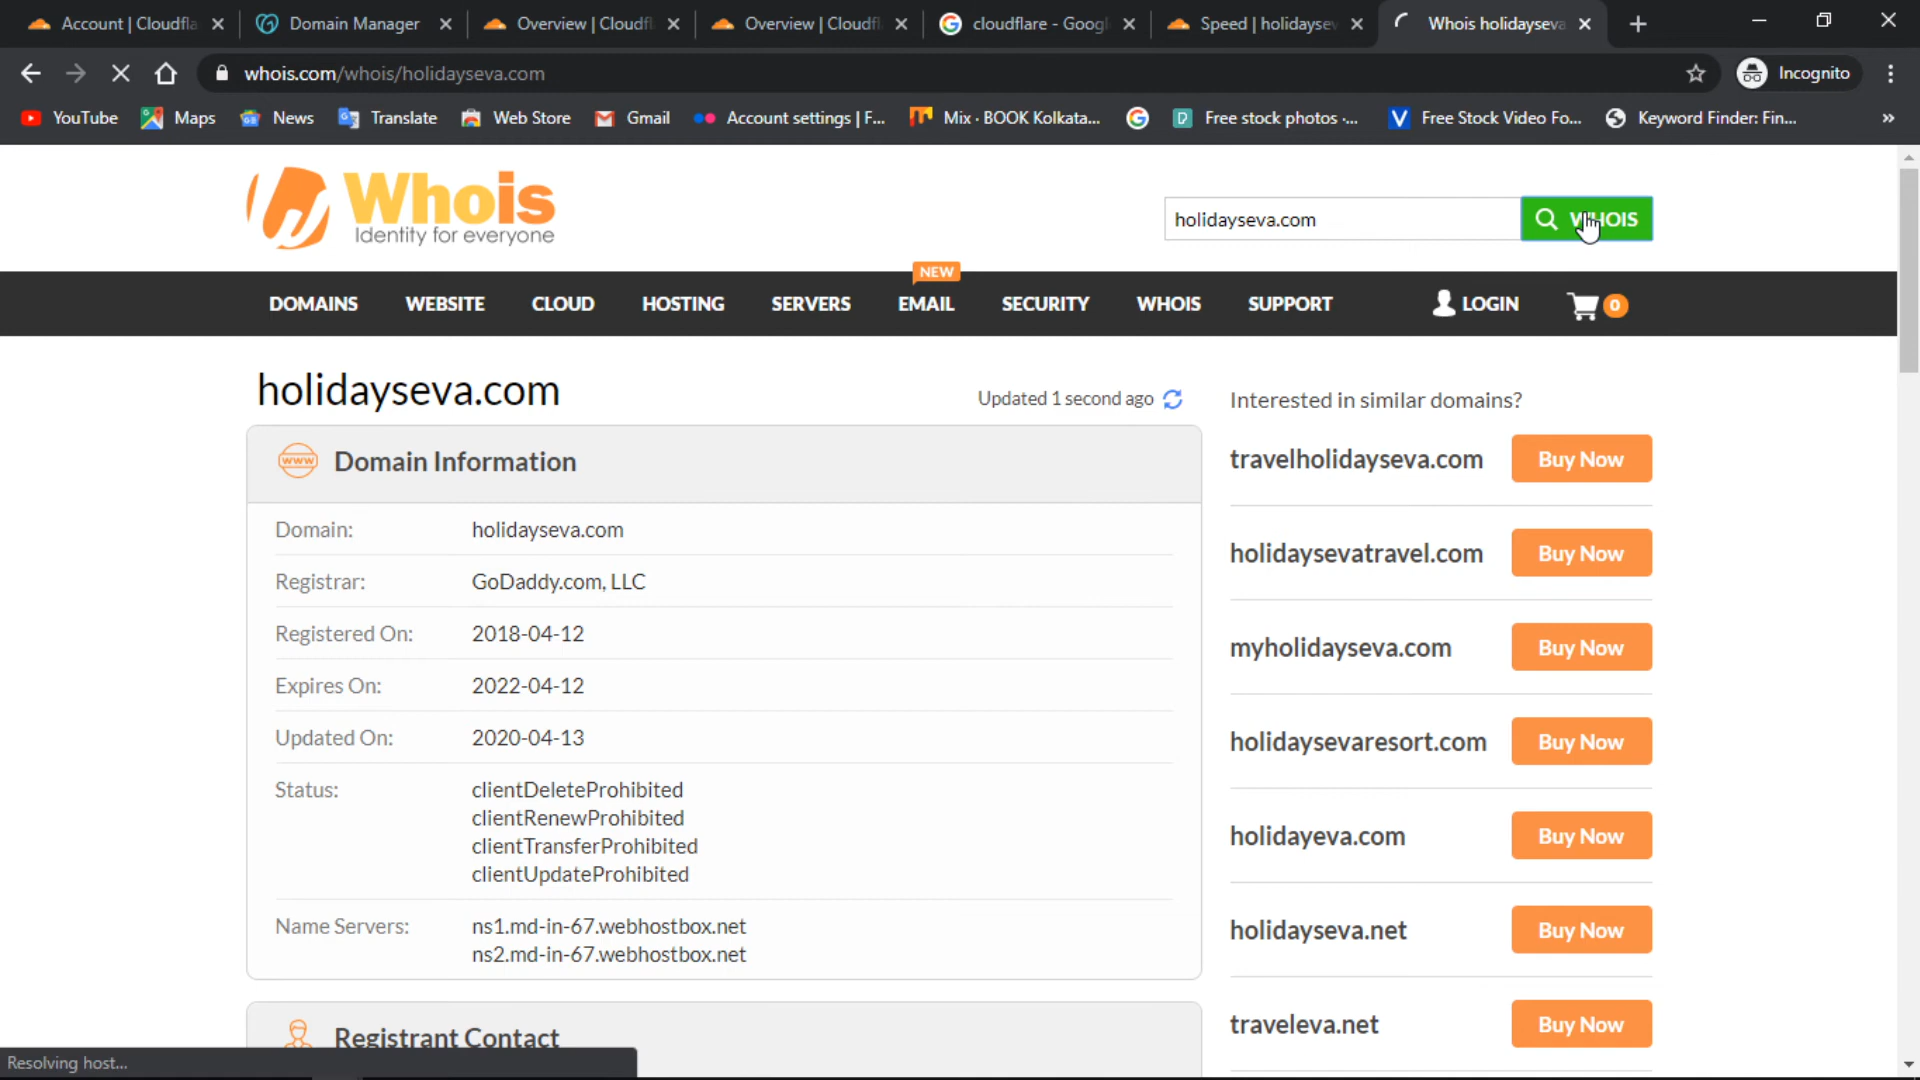 Account | Cloudfla
Domain Manager
Overview | Cloudfl
Overview | Cloudfl
cloudflare - Googl
Speed | holidaysev
Whois holidayseva
whois.com/whois/holidayseva.com
Incognito
YouTube
Maps
News
Translate
Web Store
Gmail
Account settings | F...
Mix · BOOK Kolkata...
Free stock photos ·...
Free Stock Video Fo...
Keyword Finder: Fin...
»
Whois
Identity for everyone
holidayseva.com
WHOIS
NEW
DOMAINS
WEBSITE
CLOUD
HOSTING
SERVERS
EMAIL
SECURITY
WHOIS
SUPPORT
LOGIN
0
holidayseva.com
Updated 1 second ago
www
Domain Information
Domain: holidayseva.com
Registrar: GoDaddy.com, LLC
Registered On: 2018-04-12
Expires On: 2022-04-12
Updated On: 2020-04-13
Status: clientDeleteProhibited
clientRenewProhibited
clientTransferProhibited
clientUpdateProhibited
Name Servers: ns1.md-in-67.webhostbox.net
ns2.md-in-67.webhostbox.net
Registrant Contact
Interested in similar domains?
travelholidayseva.com Buy Now
holidaysevatravel.com Buy Now
myholidayseva.com Buy Now
holidaysevaresort.com Buy Now
holidayeva.com Buy Now
holidayseva.net Buy Now
traveleva.net Buy Now
Resolving host...